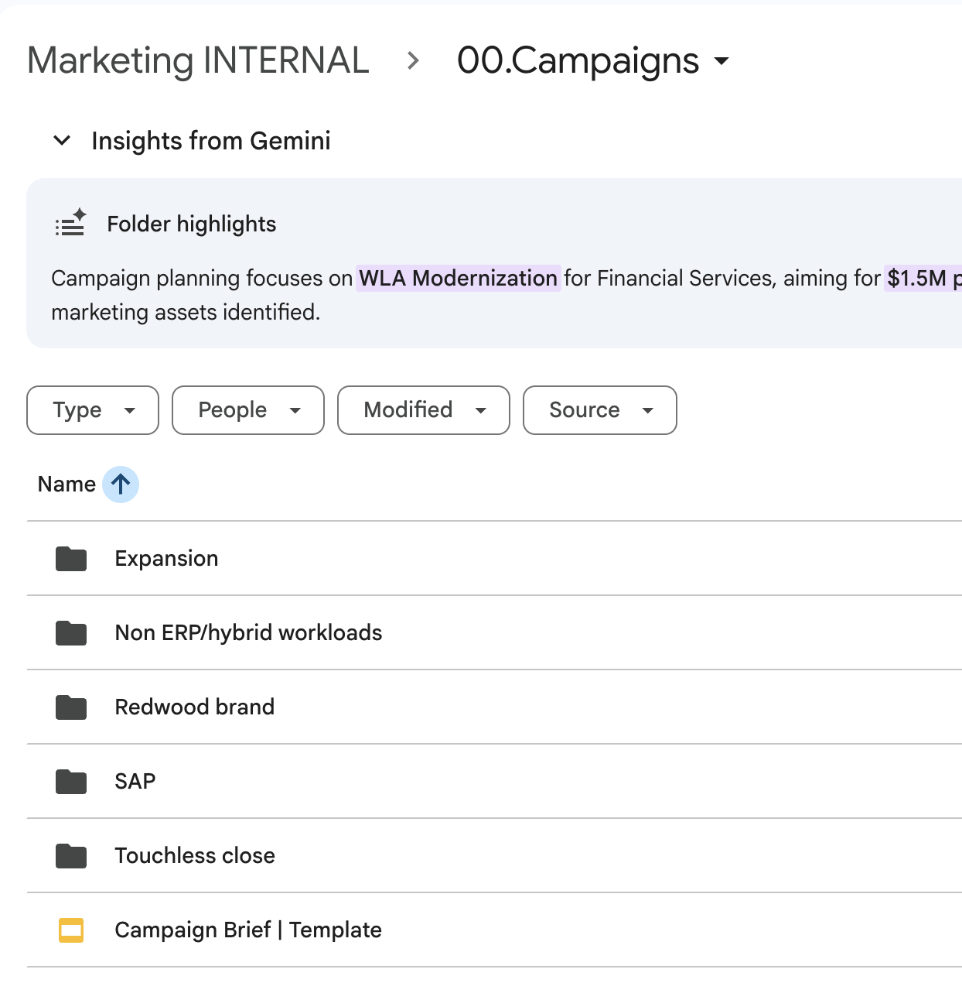 Marketing INTERNAL > 00.Campaigns
Insights from Gemini
Folder highlights
Campaign planning focuses on WLA Modernization for Financial Services, aiming for $1.5M p
marketing assets identified.
Type People Modified Source
Name
Expansion
Non ERP/hybrid workloads
Redwood brand
SAP
Touchless close
Campaign Brief | Template